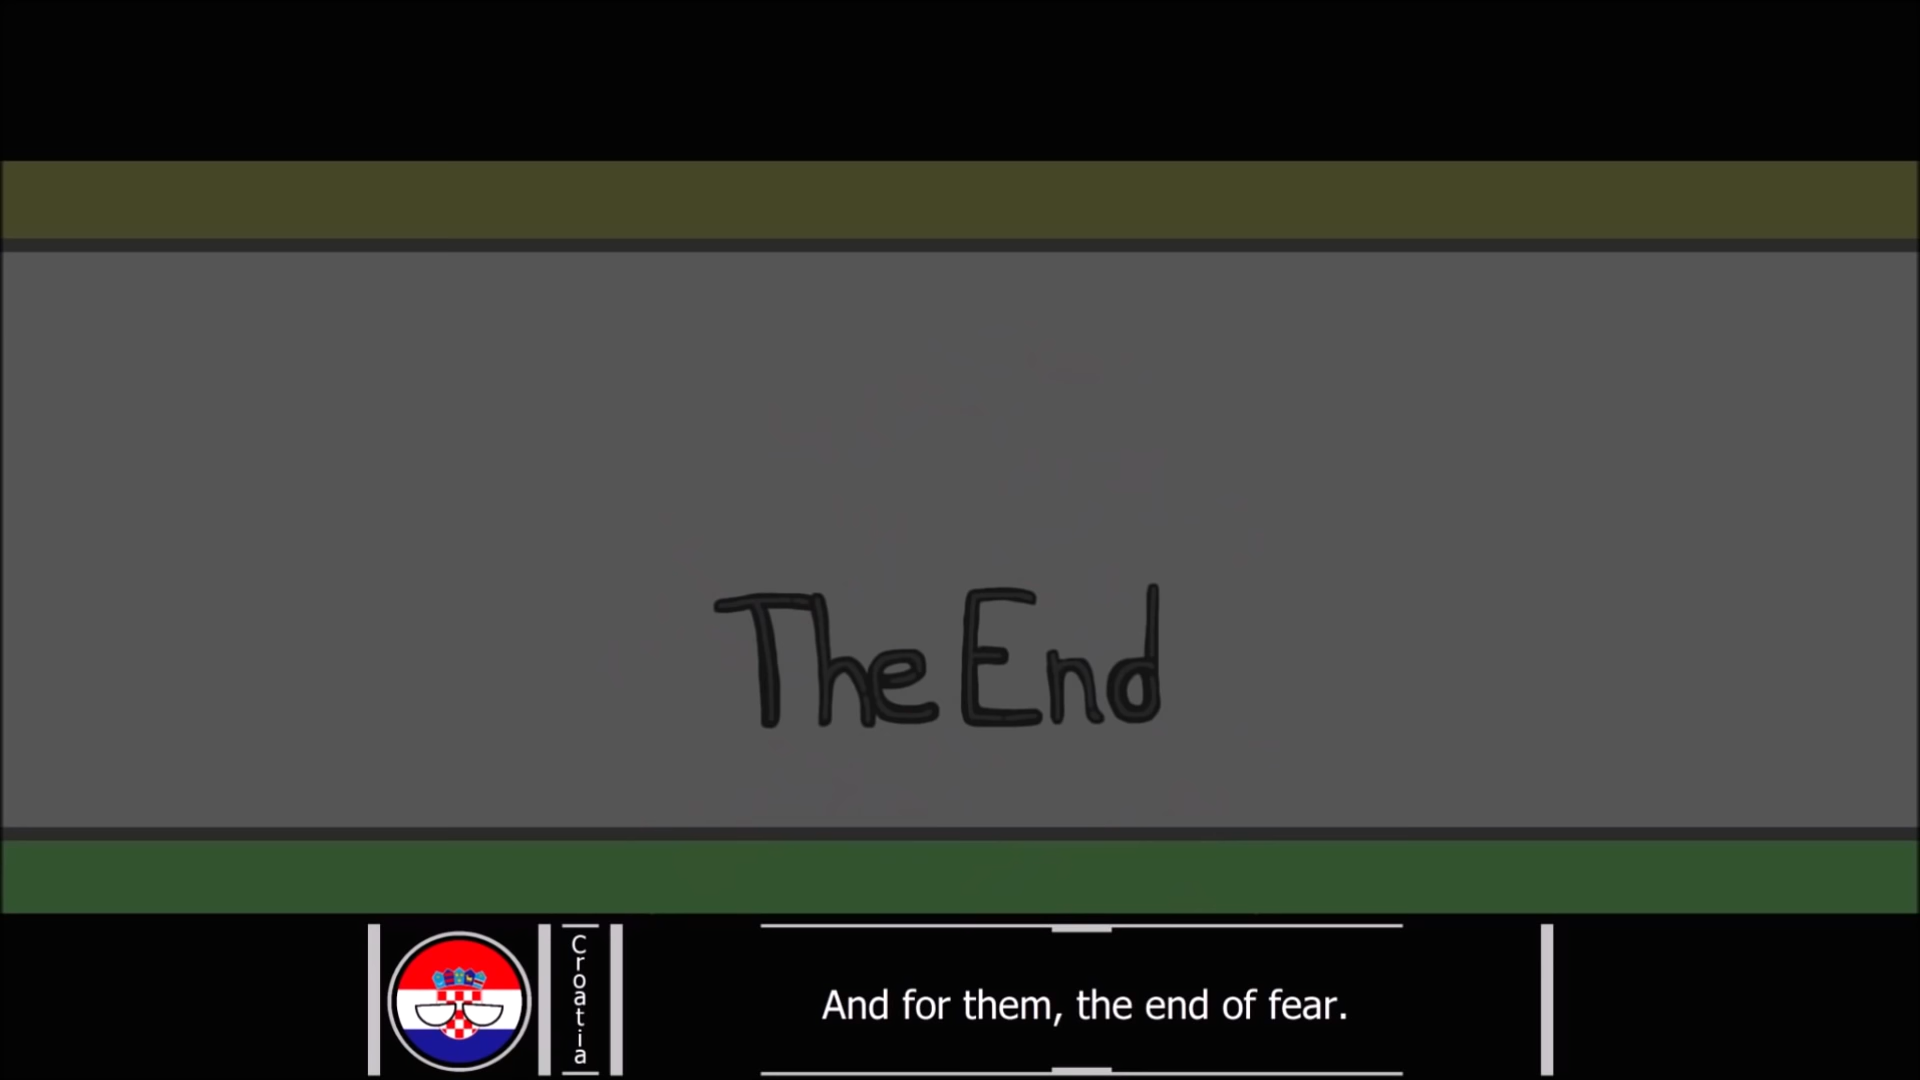 The End
Croatia
And for them, the end of fear.